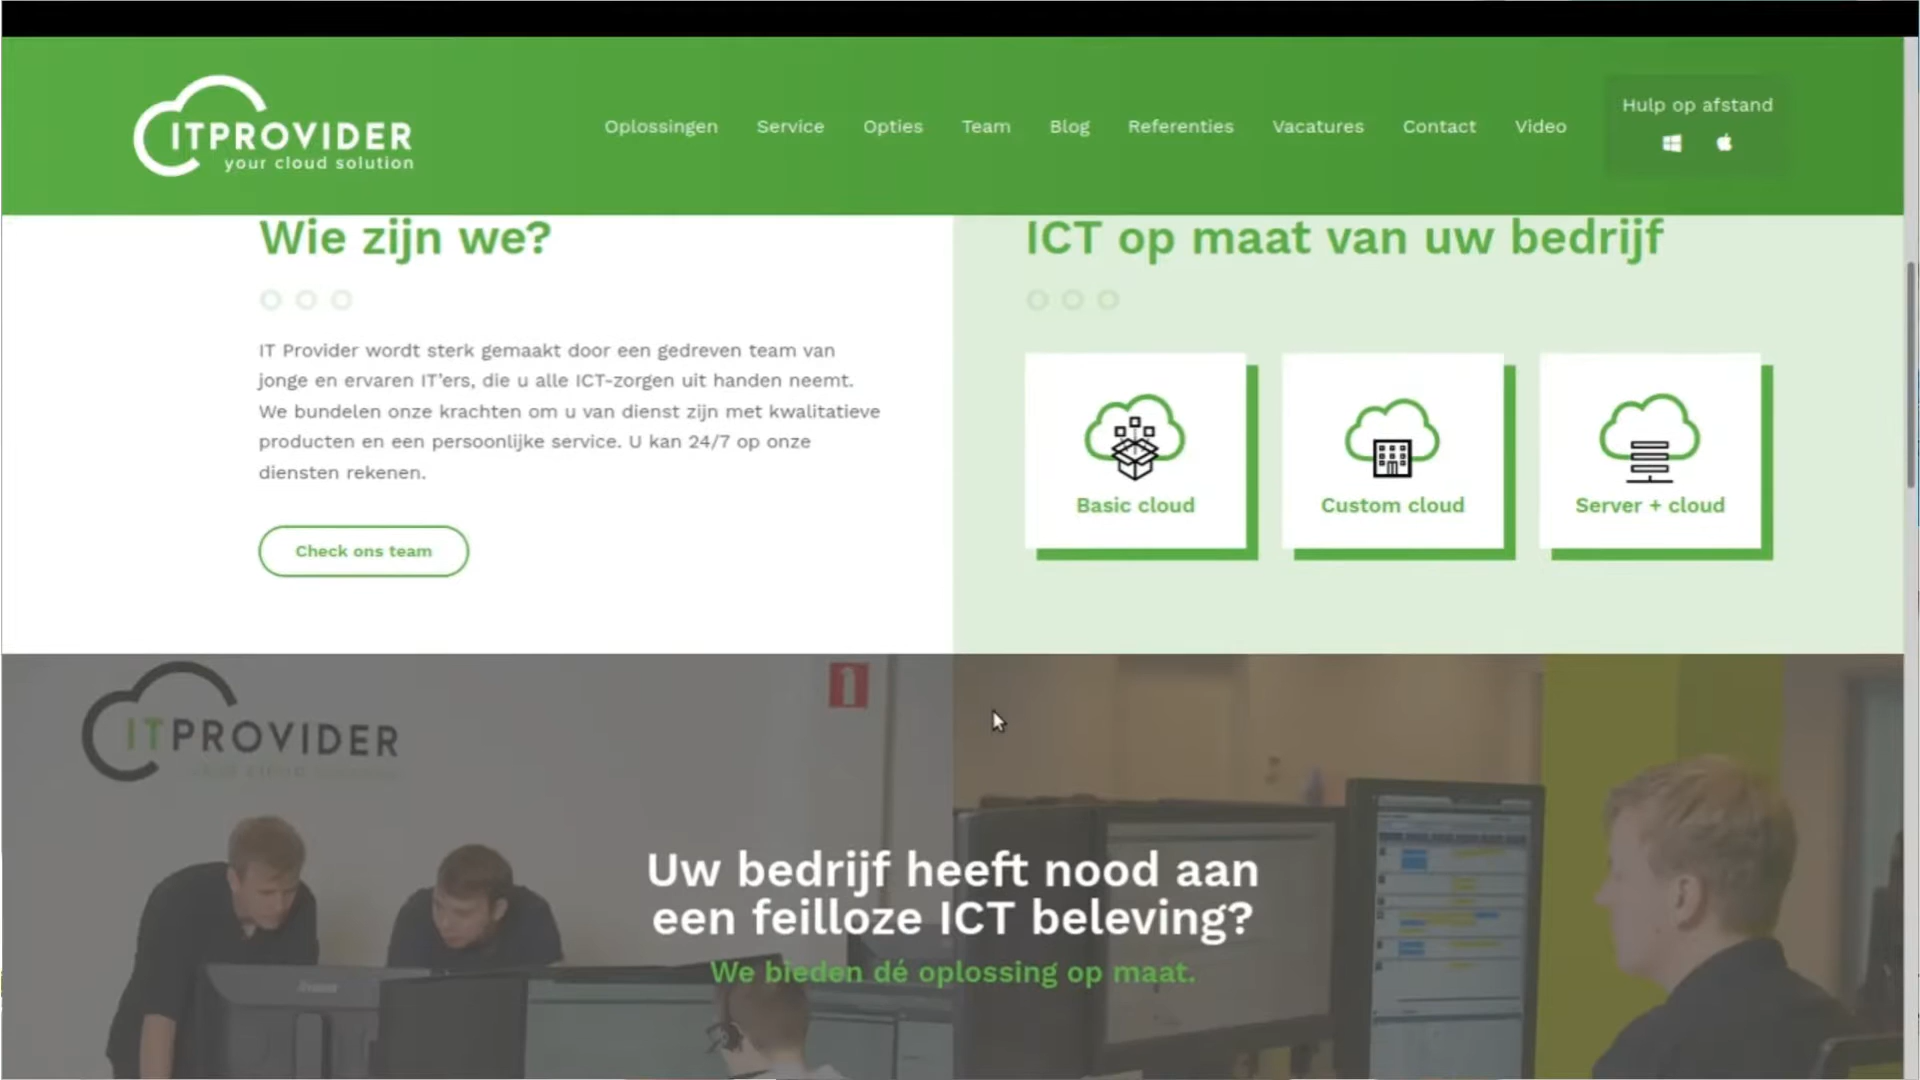 ITPROVIDER
your cloud solution
Oplossingen
Service
Opties
Team
Blog
Referenties
Vacatures
Contact
Video
Hulp op afstand
Wie zijn we?
IT Provider wordt sterk gemaakt door een gedreven team van
jonge en ervaren IT'ers, die u alle ICT-zorgen uit handen neemt.
We bundelen onze krachten om u van dienst zijn met kwalitatieve
producten en een persoonlijke service. U kan 24/7 op onze
diensten rekenen.
Check ons team
ICT op maat van uw bedrijf
Basic cloud
Custom cloud
Server + cloud
ITPROVIDER
Uw bedrijf heeft nood aan
een feilloze ICT beleving?
We bieden dé oplossing op maat.